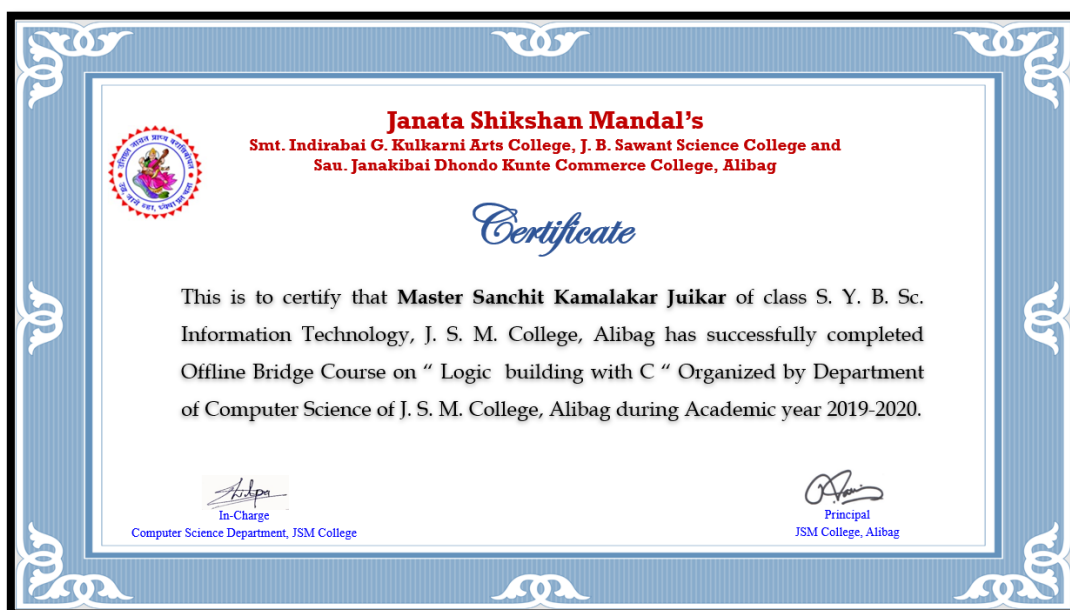 Janata Shikshan Mandal's
Smt. Indirabai G. Kulkarni Arts College, J. B. Sawant Science College and
Sau. Janakibai Dhondo Kunte Commerce College, Alibag
Certificate
This is to certify that Master Sanchit Kamalakar Juikar of class S. Y. B. Sc.
Information Technology, J. S. M. College, Alibag has successfully completed
Offline Bridge Course on “ Logic building with C “ Organized by Department
of Computer Science of J. S. M. College, Alibag during Academic year 2019-2020.
In-Charge
Computer Science Department, JSM College
Principal
JSM College, Alibag